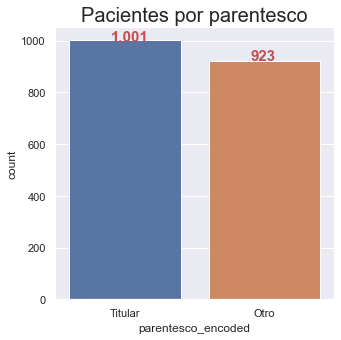 Pacientes por parentesco
1,001
923
1000
800
600
400
200
0
count
Titular
Otro
parentesco_encoded